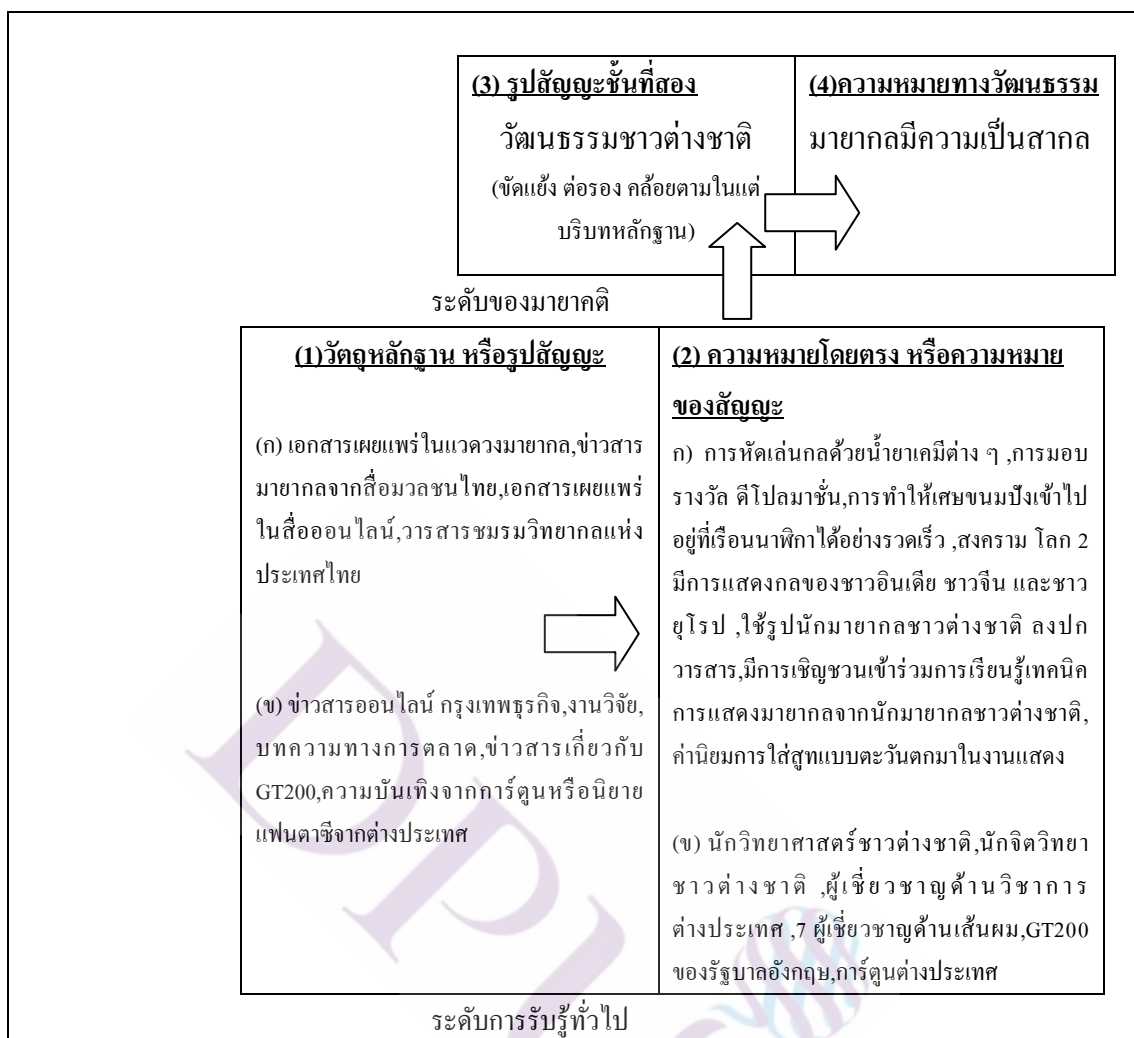 (3) รูปสัญญะชั้นที่สอง
วัฒนธรรมชาวต่างชาติ
(ขัดแย้ง ต่อรอง คล้อยตามในแต่
บริบทหลักฐาน)
(4)ความหมายทางวัฒนธรรม
มายากลมีความเป็นสากล
ระดับของมายาคติ
(1)วัตถุหลักฐาน หรือรูปสัญญะ
(ก) เอกสารเผยแพร่ในแวดวงมายากล,ข่าวสาร
มายากลจากสื่อมวลชนไทย,เอกสารเผยแพร่
ในสื่อออนไลน์,วารสารชมรมวิทยากลแห่ง
ประเทศไทย
(ข) ข่าวสารออนไลน์ กรุงเทพธุรกิจ,งานวิจัย,
บทความทางการตลาด,ข่าวสารเกี่ยวกับ
GT200,ความบันเทิงจากการ์ตูนหรือนิยาย
แฟนตาซีจากต่างประเทศ
(2) ความหมายโดยตรง หรือความหมาย
ของสัญญะ
ก) การหัดเล่นกลด้วยน้ำยาเคมีต่าง ๆ ,การมอบ
รางวัล ดีโปลมาชั่น,การทำให้เศษขนมปังเข้าไป
อยู่ที่เรือนนาฬิกาได้อย่างรวดเร็ว ,สงคราม โลก 2
มีการแสดงกลของชาวอินเดีย ชาวจีน และชาว
ยุโรป ,ใช้รูปนักมายากลชาวต่างชาติ ลงปก
วารสาร,มีการเชิญชวนเข้าร่วมการเรียนรู้เทคนิค
การแสดงมายากลจากนักมายากลชาวต่างชาติ,
ค่านิยมการใส่สูทแบบตะวันตกมาในงานแสดง
(ข) นักวิทยาศาสตร์ชาวต่างชาติ,นักจิตวิทยา
ชาวต่างชาติ ,ผู้เชี่ยวชาญด้านวิชาการ
ต่างประเทศ ,7 ผู้เชี่ยวชาญด้านเส้นผม,GT200
ของรัฐบาลอังกฤษ,การ์ตูนต่างประเทศ
ระดับการรับรู้ทั่วไป